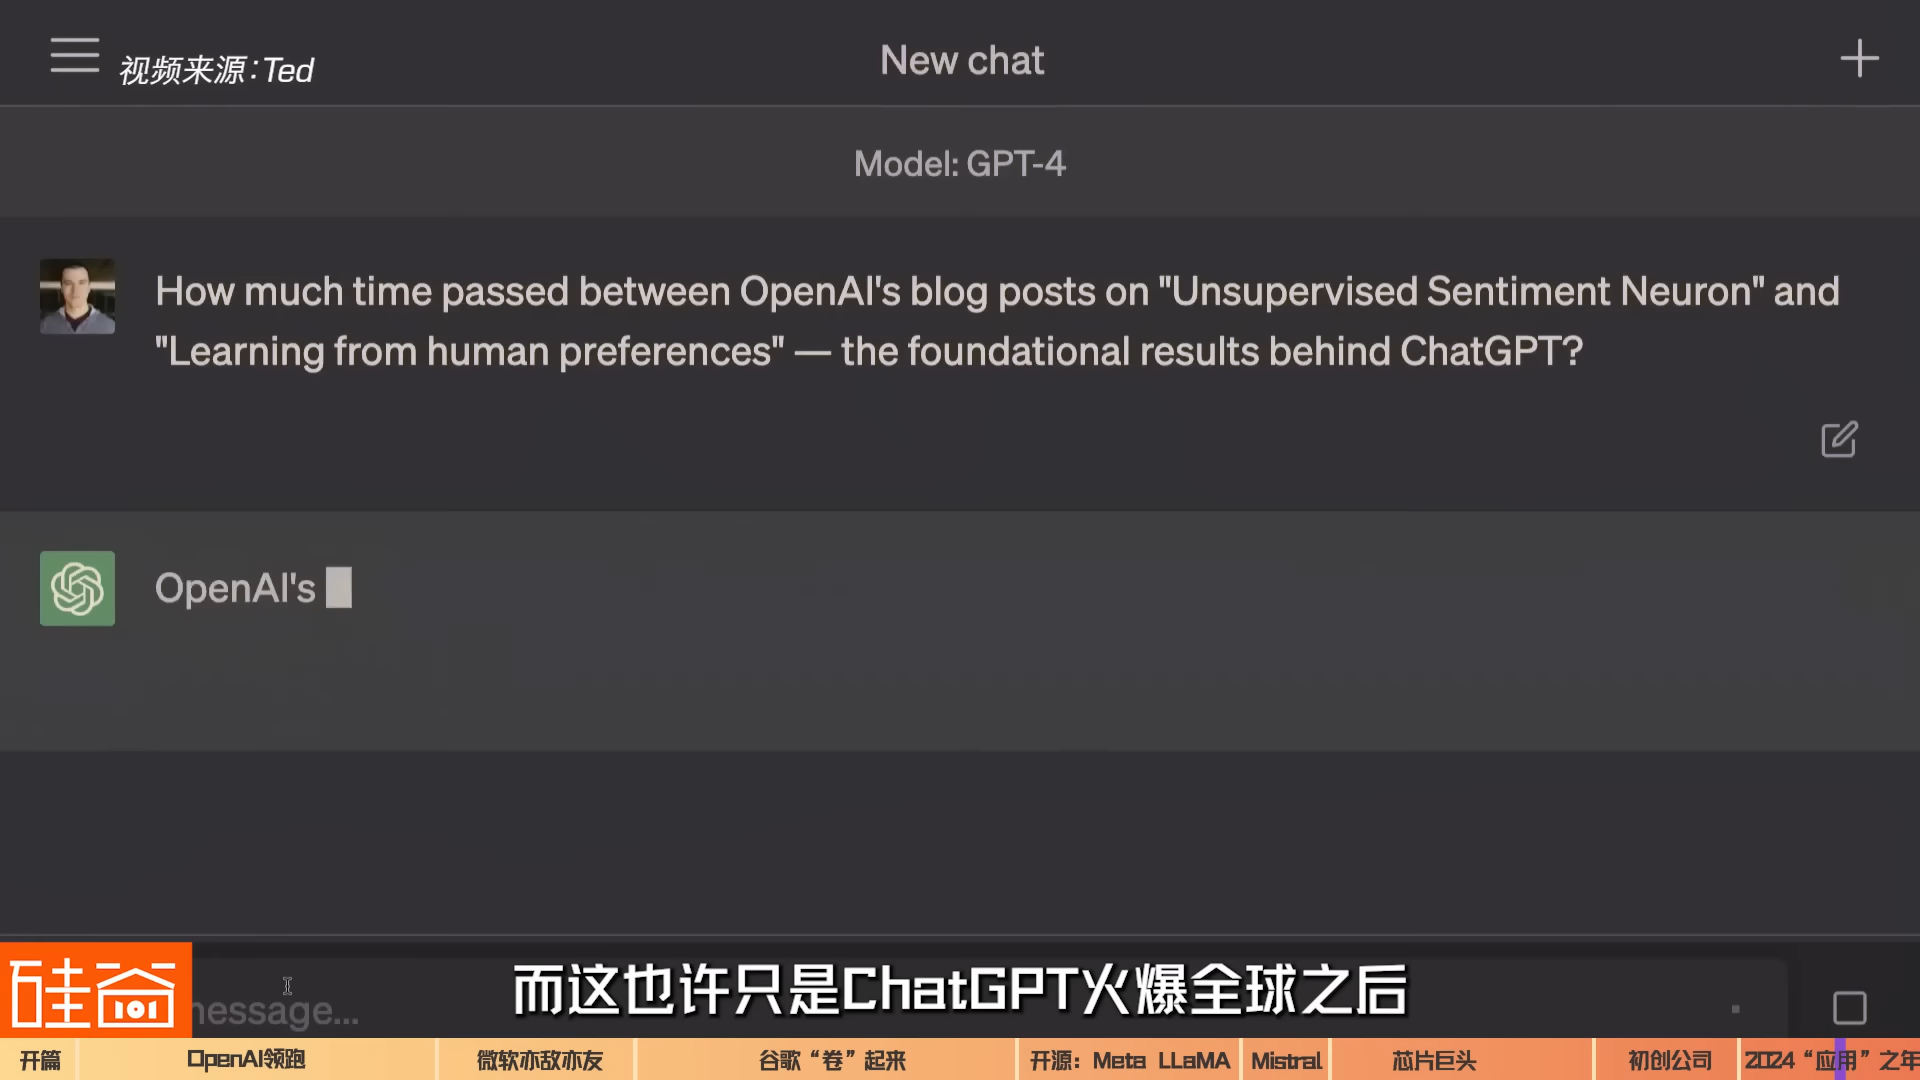 视频来源：Ted
New chat
Model: GPT-4
How much time passed between OpenAI's blog posts on "Unsupervised Sentiment Neuron" and
"Learning from human preferences" — the foundational results behind ChatGPT?
OpenAI's
硅谷
101
message...
而这也许只是ChatGPT火爆全球之后
开篇
OpenAI领跑
微软亦敌亦友
谷歌“卷”起来
开源：Meta LLaMA
Mistral
芯片巨头
初创公司
2024“应用”之年